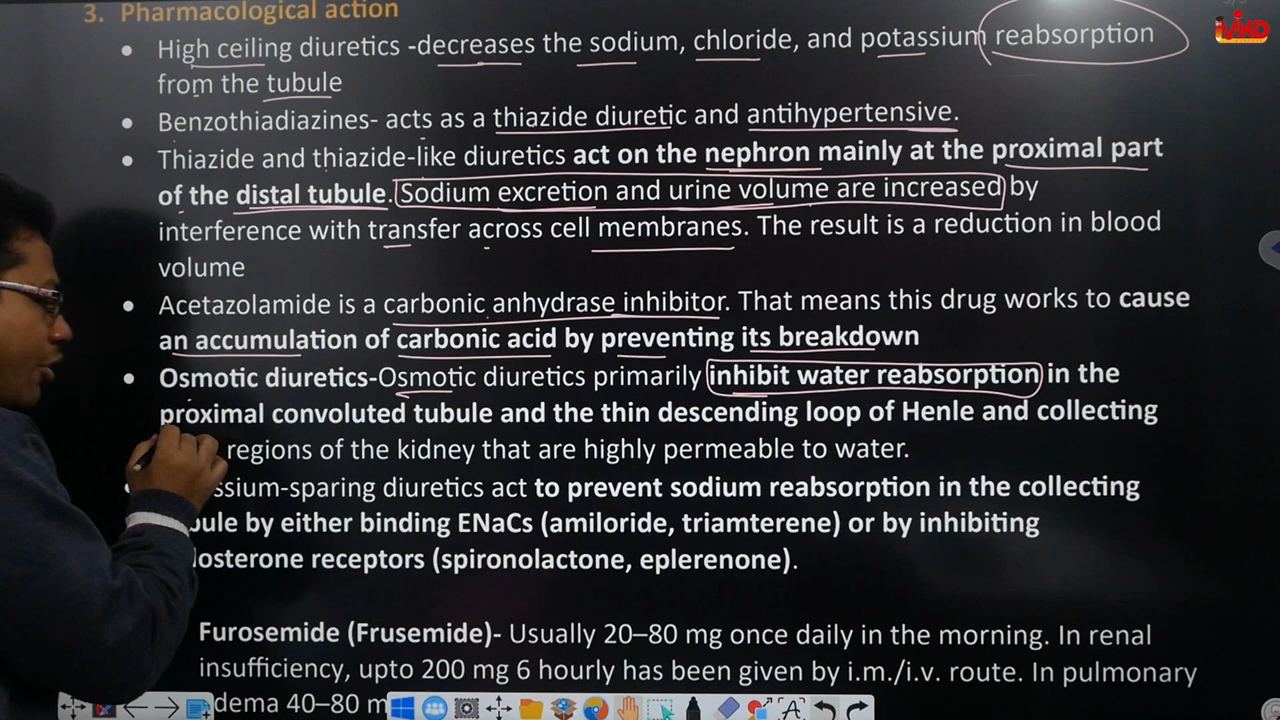 3. Pharmacological action
• High ceiling diuretics -decreases the sodium, chloride, and potassium reabsorption
from the tubule
• Benzothiadiazines- acts as a thiazide diuretic and antihypertensive.
• Thiazide and thiazide-like diuretics act on the nephron mainly at the proximal part
of the distal tubule. Sodium excretion and urine volume are increased by
interference with transfer across cell membranes. The result is a reduction in blood
volume
• Acetazolamide is a carbonic anhydrase inhibitor. That means this drug works to cause
an accumulation of carbonic acid by preventing its breakdown
• Osmotic diuretics-Osmotic diuretics primarily inhibit water reabsorption in the
proximal convoluted tubule and the thin descending loop of Henle and collecting
regions of the kidney that are highly permeable to water.
ssium-sparing diuretics act to prevent sodium reabsorption in the collecting
bule by either binding ENaCs (amiloride, triamterene) or by inhibiting
losterone receptors (spironolactone, eplerenone).
Furosemide (Frusemide)- Usually 20–80 mg once daily in the morning. In renal
insufficiency, upto 200 mg 6 hourly has been given by i.m./i.v. route. In pulmonary
dema 40–80 m